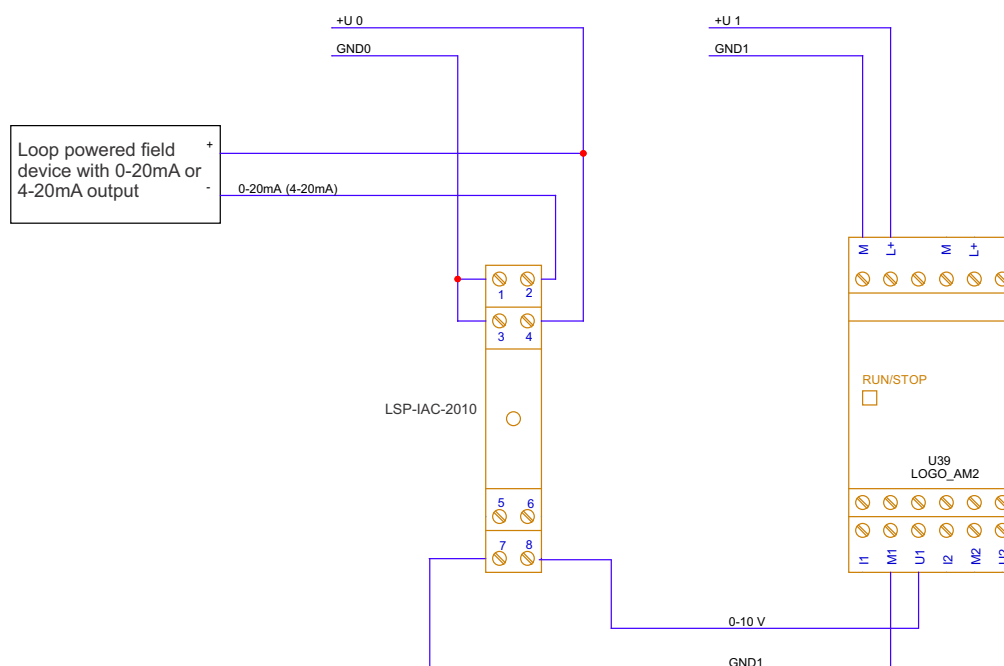 +U 0
+U 1
GND0
GND1
Loop powered field
device with 0-20mA or
4-20mA output
+
-
0-20mA (4-20mA)
M
L+
M
L+
1
2
3
4
RUN/STOP
LSP-IAC-2010
U39
LOGO_AM2
5
6
7
8
I1
M1
U1
I2
M2
U2
0-10 V
GND1